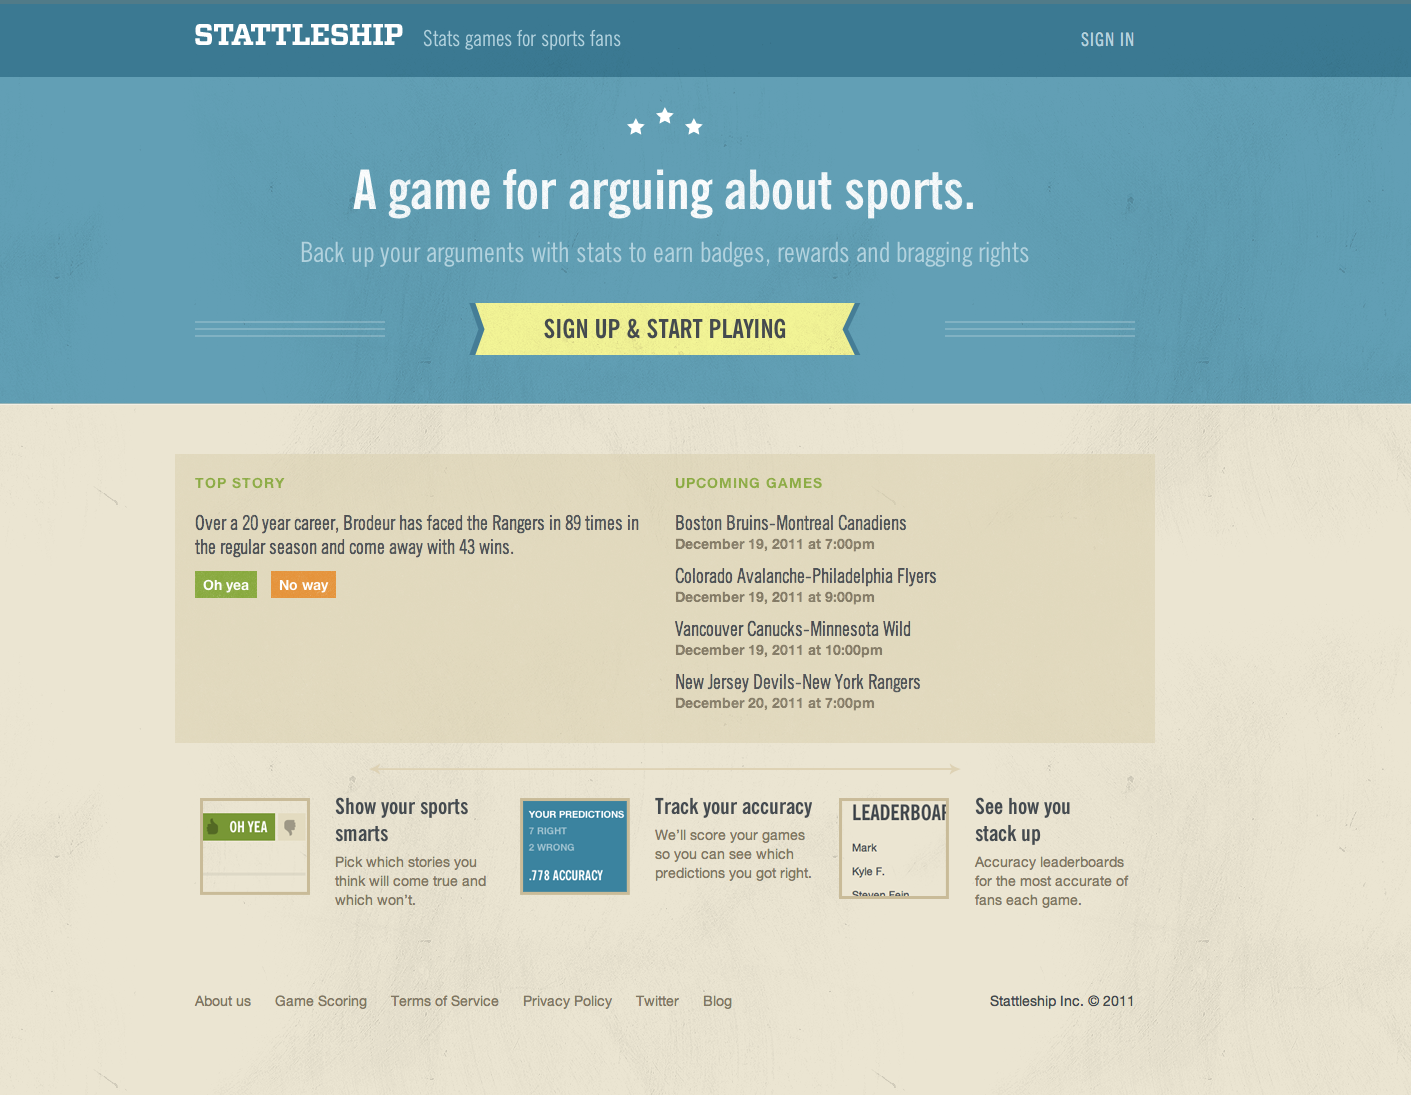 STATTLESHIP Stats games for sports fans SIGN IN
A game for arguing about sports.
Back up your arguments with stats to earn badges, rewards and bragging rights
SIGN UP & START PLAYING
TOP STORY
Over a 20 year career, Brodeur has faced the Rangers in 89 times in
the regular season and come away with 43 wins.
Oh yea No way
UPCOMING GAMES
Boston Bruins-Montreal Canadiens
December 19, 2011 at 7:00pm
Colorado Avalanche-Philadelphia Flyers
December 19, 2011 at 9:00pm
Vancouver Canucks-Minnesota Wild
December 19, 2011 at 10:00pm
New Jersey Devils-New York Rangers
December 20, 2011 at 7:00pm
OH YEA
Show your sports
smarts
Pick which stories you
think will come true and
which won't.
YOUR PREDICTIONS
7 RIGHT
2 WRONG
.778 ACCURACY
Track your accuracy
We'll score your games
so you can see which
predictions you got right.
LEADERBOAR
Mark
Kyle F.
Steven Fein
See how you
stack up
Accuracy leaderboards
for the most accurate of
fans each game.
About us Game Scoring Terms of Service Privacy Policy Twitter Blog Stattleship Inc. © 2011